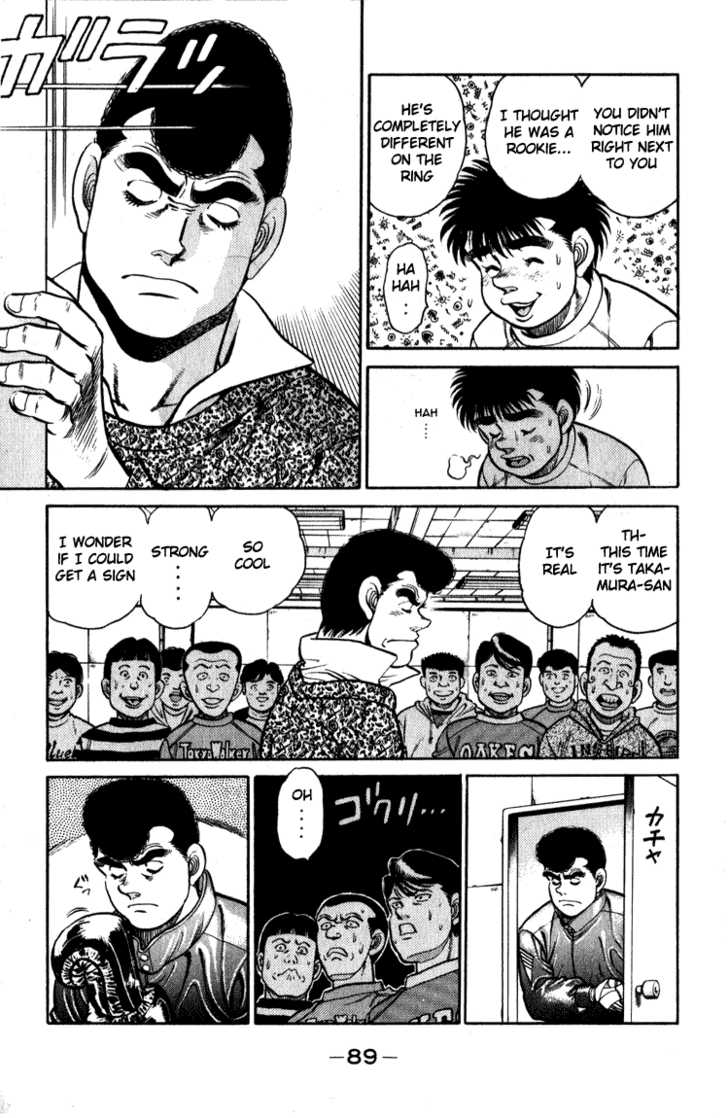 YOU DIDN'T
NOTICE HIM
RIGHT NEXT
TO YOU
I THOUGHT
HE WAS A
ROOKIE...
HE'S
COMPLETELY
DIFFERENT
ON THE
RING
HA
HAH
...
HAH
...
ガラッ
TH-
THIS TIME
IT'S TAKA-
MURA-SAN
IT'S
REAL
SO
COOL
STRONG
....
I WONDER
IF I COULD
GET A SIGN
カチャ
ゴクリ...
OH
....
ぐ
—89—